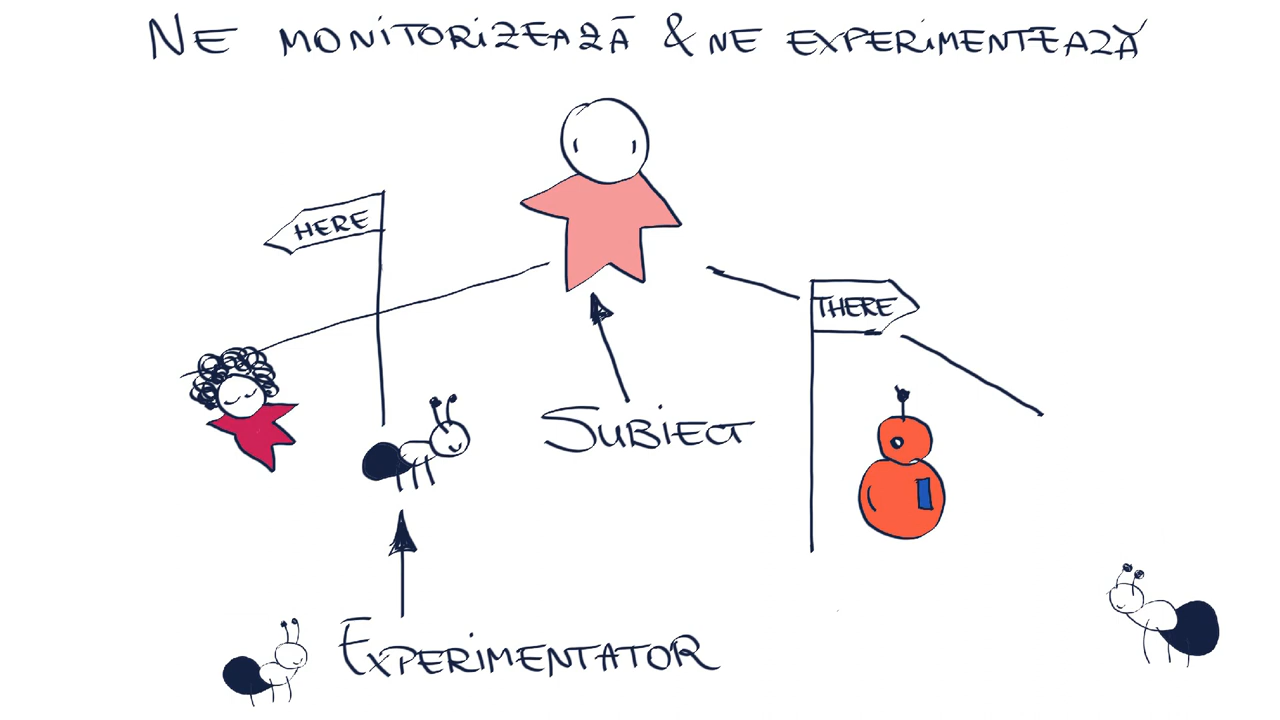 NE MONITORIZEAZĂ & NE EXPERIMENTEAZĂ
HERE
THERE
SUBIECT
EXPERIMENTATOR